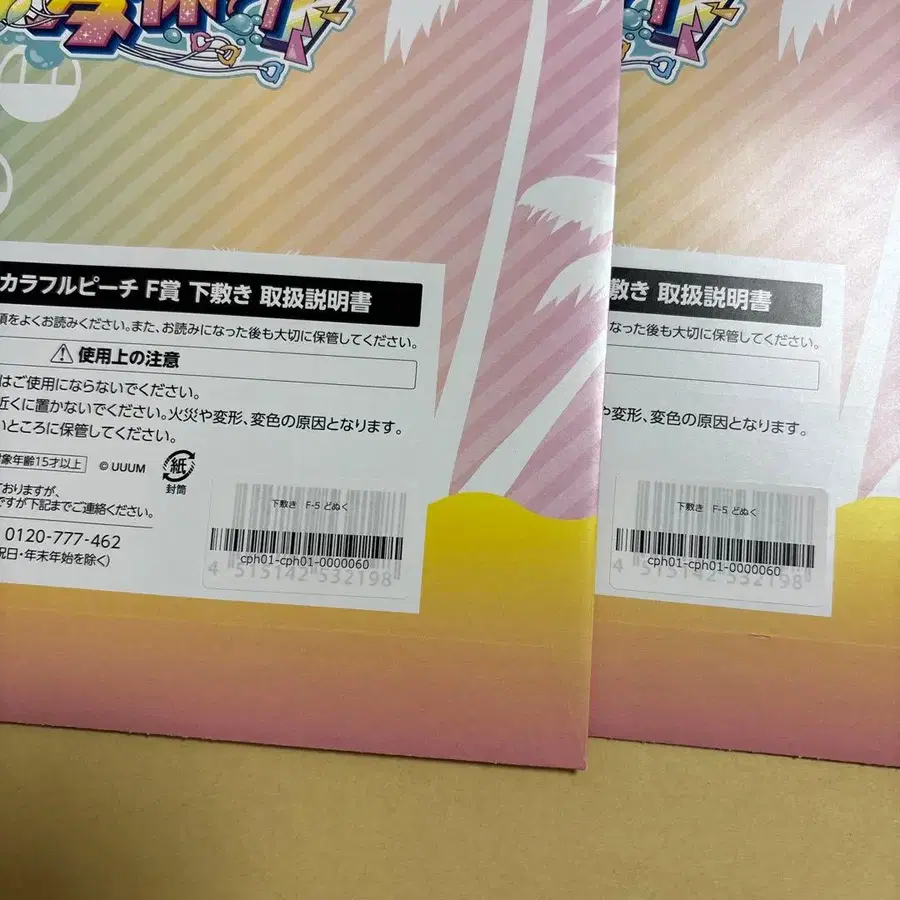 カラフルピーチ F賞 下敷き 取扱説明書
項をよくお読みください。また、お読みになった後も大切に保管してください。
使用上の注意
はご使用にならないでください。
近くに置かないでください。火災や変形、変色の原因となります。
いところに保管してください。
対象年齢15才以上
© UUUM
紙
封筒
ておりますが、
ですが下記までご連絡ください。
0120-777-462
祝日・年末年始を除く)
下敷き F-5 どぬく
cph01-cph01-0000060
4 515142 532198
敷き 取扱説明書
なった後も大切に保管してください。
や変形、変色の原因となります。
下敷き F-5 どぬく
cph01-cph01-0000060
4 515142 532198